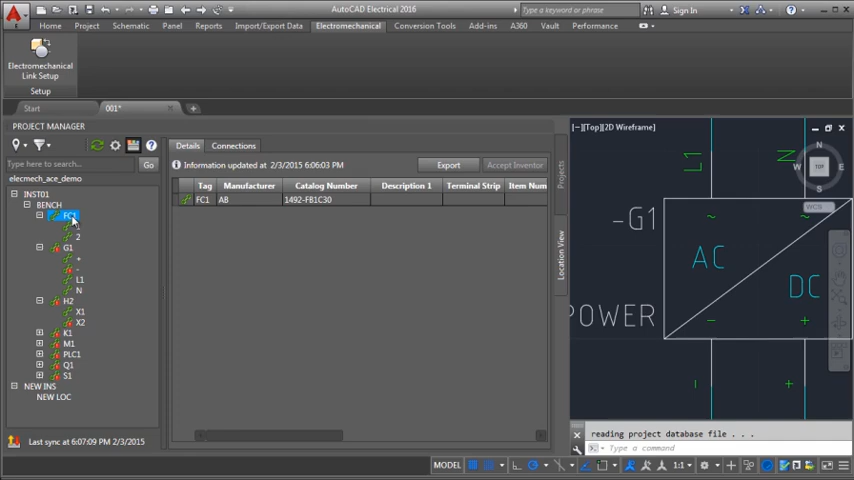 AutoCAD Electrical 2016
Type a keyword or phrase
Sign In
Home Project Schematic Panel Reports Import/Export Data Electromechanical Conversion Tools Add-ins A360 Vault Performance
Electromechanical
Link Setup
Setup
Start
001*
PROJECT MANAGER
Type here to search...
Go
elecmech_ace_demo
INST01
BENCH
FC1
2
G1
+
-
L1
N
H2
X1
X2
K1
M1
PLC1
Q1
S1
NEW INS
NEW LOC
Last sync at 6:07:09 PM 2/3/2015
Details
Connections
Information updated at 2/3/2015 6:06:03 PM
Export
Accept Inventor
Tag Manufacturer Catalog Number Description 1 Terminal Strip Item Num
FC1 AB 1492-FB1C30
Projects
Location View
[−][Top][2D Wireframe]
N
W
TOP
E
S
WCS
L1
N
-G1
~
~
AC
DC
POWER
−
+
−
+
reading project database file . . .
Type a command
MODEL
1:1